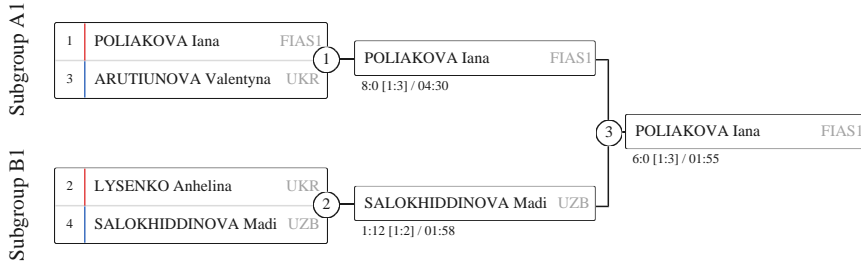 Subgroup A1
1 POLIAKOVA Iana FIAS1
3 ARUTIUNOVA Valentyna UKR
1
POLIAKOVA Iana FIAS1
8:0 [1:3] / 04:30
3
POLIAKOVA Iana FIAS1
6:0 [1:3] / 01:55
Subgroup B1
2 LYSENKO Anhelina UKR
4 SALOKHIDDINOVA Madi UZB
2
SALOKHIDDINOVA Madi UZB
1:12 [1:2] / 01:58